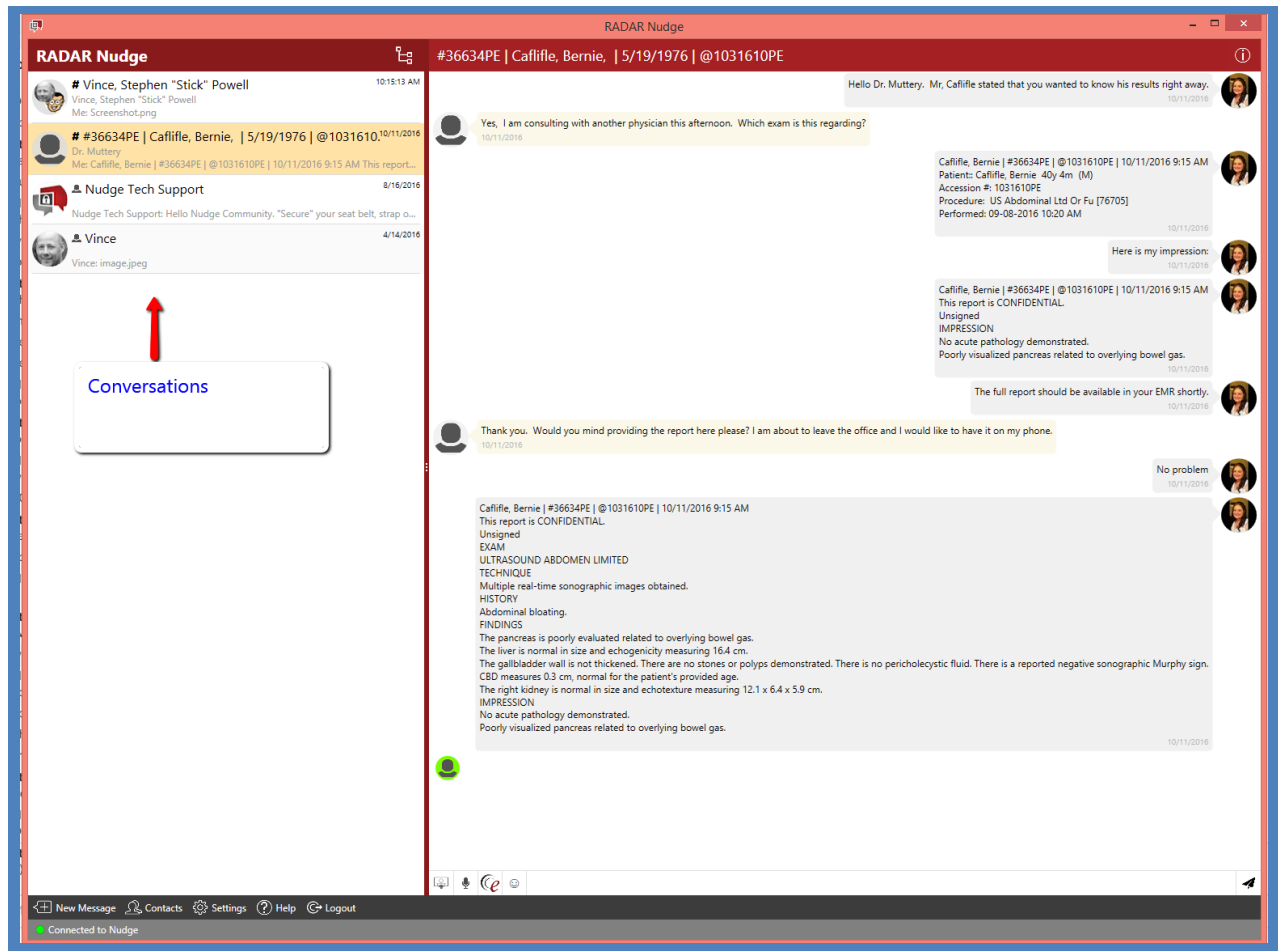 RADAR Nudge
RADAR Nudge
#36634PE | Caflifle, Bernie, | 5/19/1976 | @1031610PE
# Vince, Stephen "Stick" Powell
10:15:13 AM
Vince, Stephen "Stick" Powell
Me: Screenshot.png
# #36634PE | Caflifle, Bernie, | 5/19/1976 | @1031610.
10/11/2016
Dr. Muttery
Me: Caflifle, Bernie | #36634PE | @1031610PE | 10/11/2016 9:15 AM This report...
Nudge Tech Support
8/16/2016
Nudge Tech Support: Hello Nudge Community. "Secure" your seat belt, strap o...
Vince
4/14/2016
Vince: image.jpeg
Conversations
Hello Dr. Muttery. Mr, Caflifle stated that you wanted to know his results right away.
10/11/2016
Yes, I am consulting with another physician this afternoon. Which exam is this regarding?
10/11/2016
Caflifle, Bernie | #36634PE | @1031610PE | 10/11/2016 9:15 AM
Patient:: Caflifle, Bernie 40y 4m (M)
Accession #: 1031610PE
Procedure: US Abdominal Ltd Or Fu [76705]
Performed: 09-08-2016 10:20 AM
10/11/2016
Here is my impression:
10/11/2016
Caflifle, Bernie | #36634PE | @1031610PE | 10/11/2016 9:15 AM
This report is CONFIDENTIAL.
Unsigned
IMPRESSION
No acute pathology demonstrated.
Poorly visualized pancreas related to overlying bowel gas.
10/11/2016
The full report should be available in your EMR shortly.
10/11/2016
Thank you. Would you mind providing the report here please? I am about to leave the office and I would like to have it on my phone.
10/11/2016
No problem
10/11/2016
Caflifle, Bernie | #36634PE | @1031610PE | 10/11/2016 9:15 AM
This report is CONFIDENTIAL.
Unsigned
EXAM
ULTRASOUND ABDOMEN LIMITED
TECHNIQUE
Multiple real-time sonographic images obtained.
HISTORY
Abdominal bloating.
FINDINGS
The pancreas is poorly evaluated related to overlying bowel gas.
The liver is normal in size and echogenicity measuring 16.4 cm.
The gallbladder wall is not thickened. There are no stones or polyps demonstrated. There is no pericholecystic fluid. There is a reported negative sonographic Murphy sign.
CBD measures 0.3 cm, normal for the patient's provided age.
The right kidney is normal in size and echotexture measuring 12.1 x 6.4 x 5.9 cm.
IMPRESSION
No acute pathology demonstrated.
Poorly visualized pancreas related to overlying bowel gas.
10/11/2016
New Message Contacts Settings Help Logout
Connected to Nudge